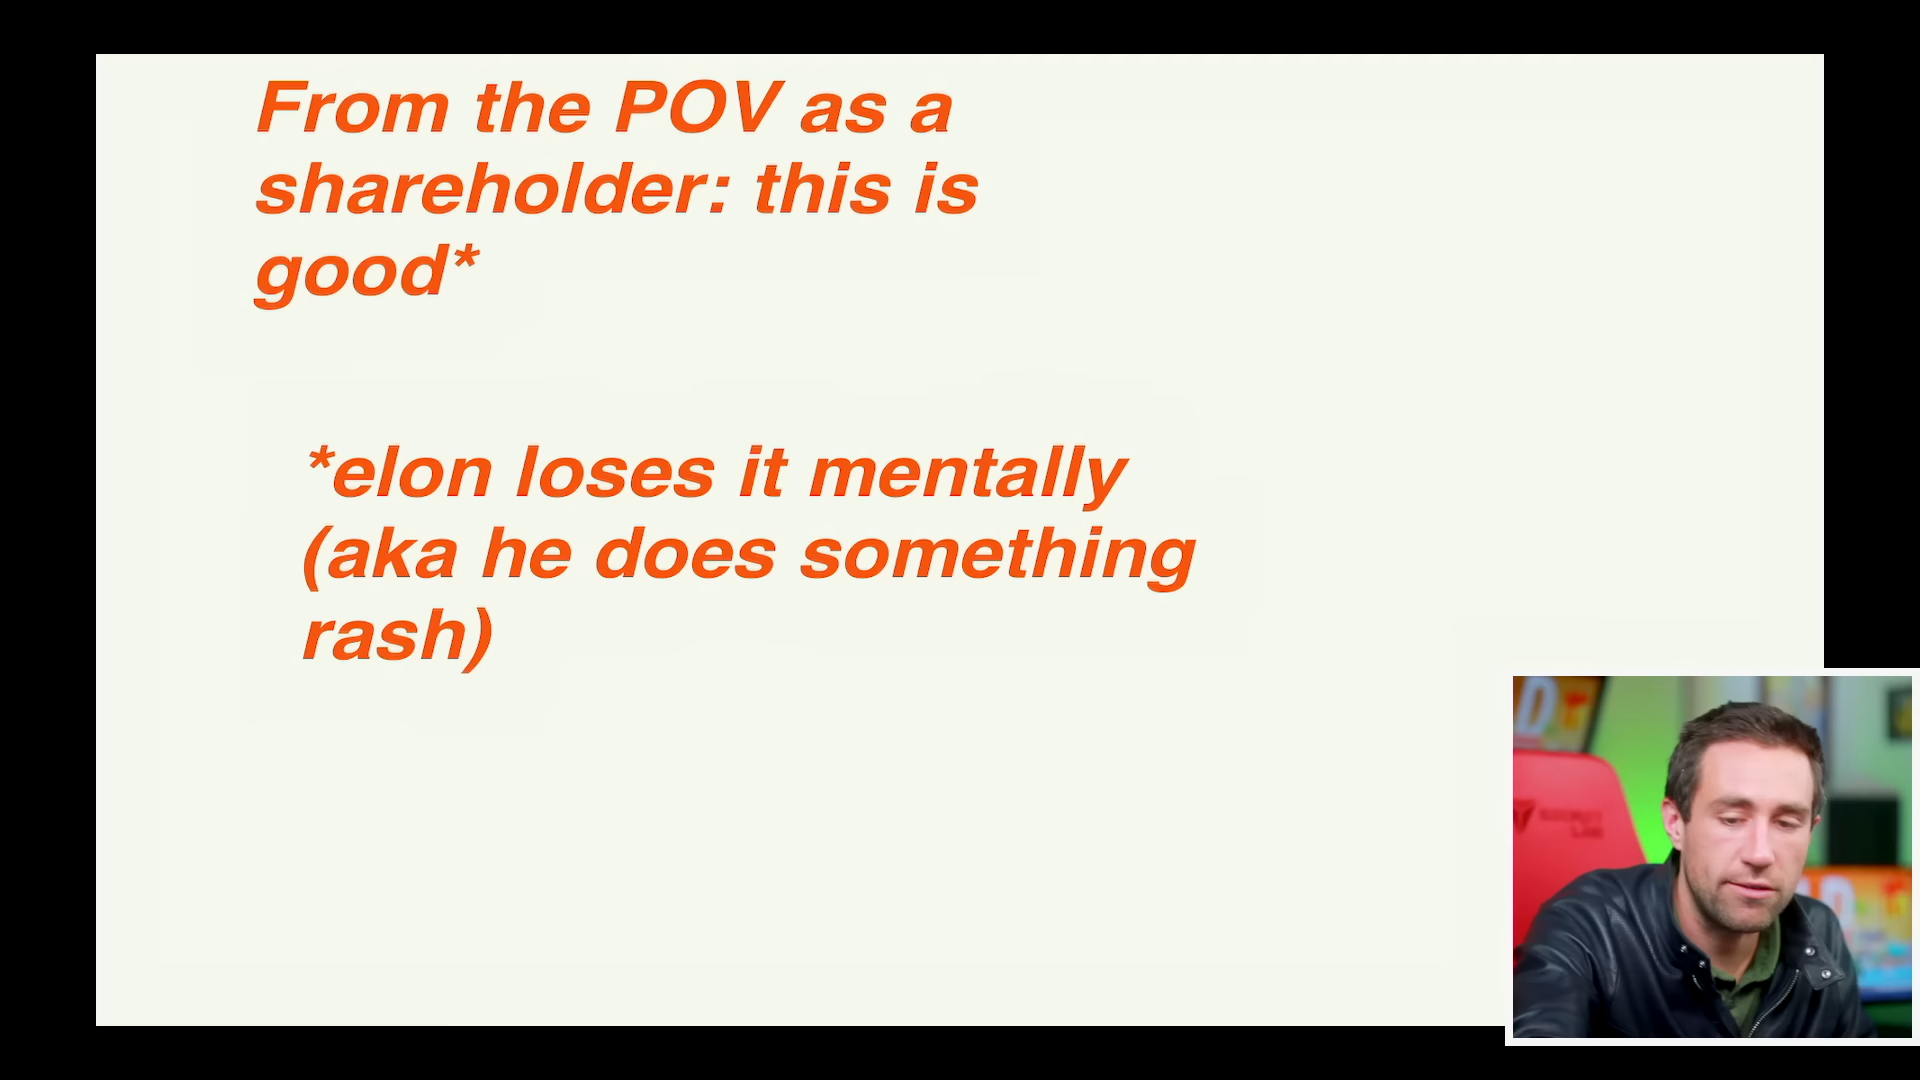 From the POV as a
shareholder: this is
good*
*elon loses it mentally
(aka he does something
rash)